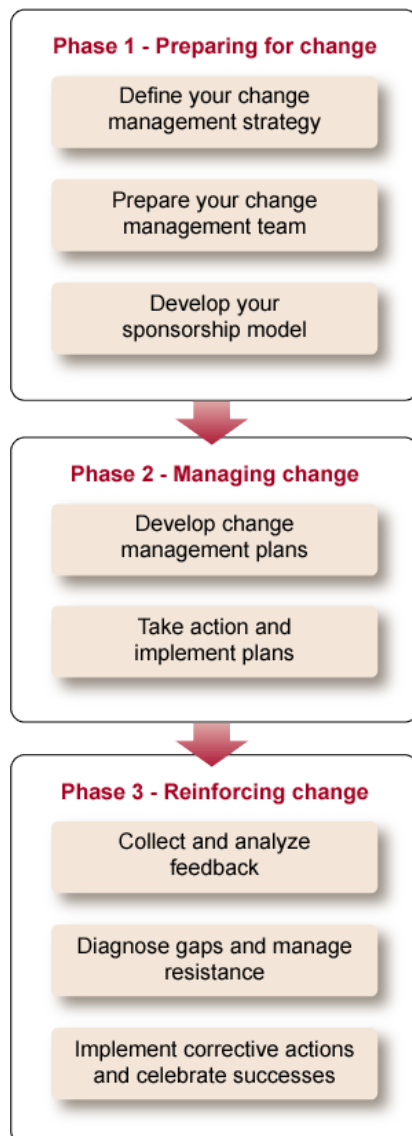 Phase 1 - Preparing for change
Define your change
management strategy
Prepare your change
management team
Develop your
sponsorship model
Phase 2 - Managing change
Develop change
management plans
Take action and
implement plans
Phase 3 - Reinforcing change
Collect and analyze
feedback
Diagnose gaps and manage
resistance
Implement corrective actions
and celebrate successes